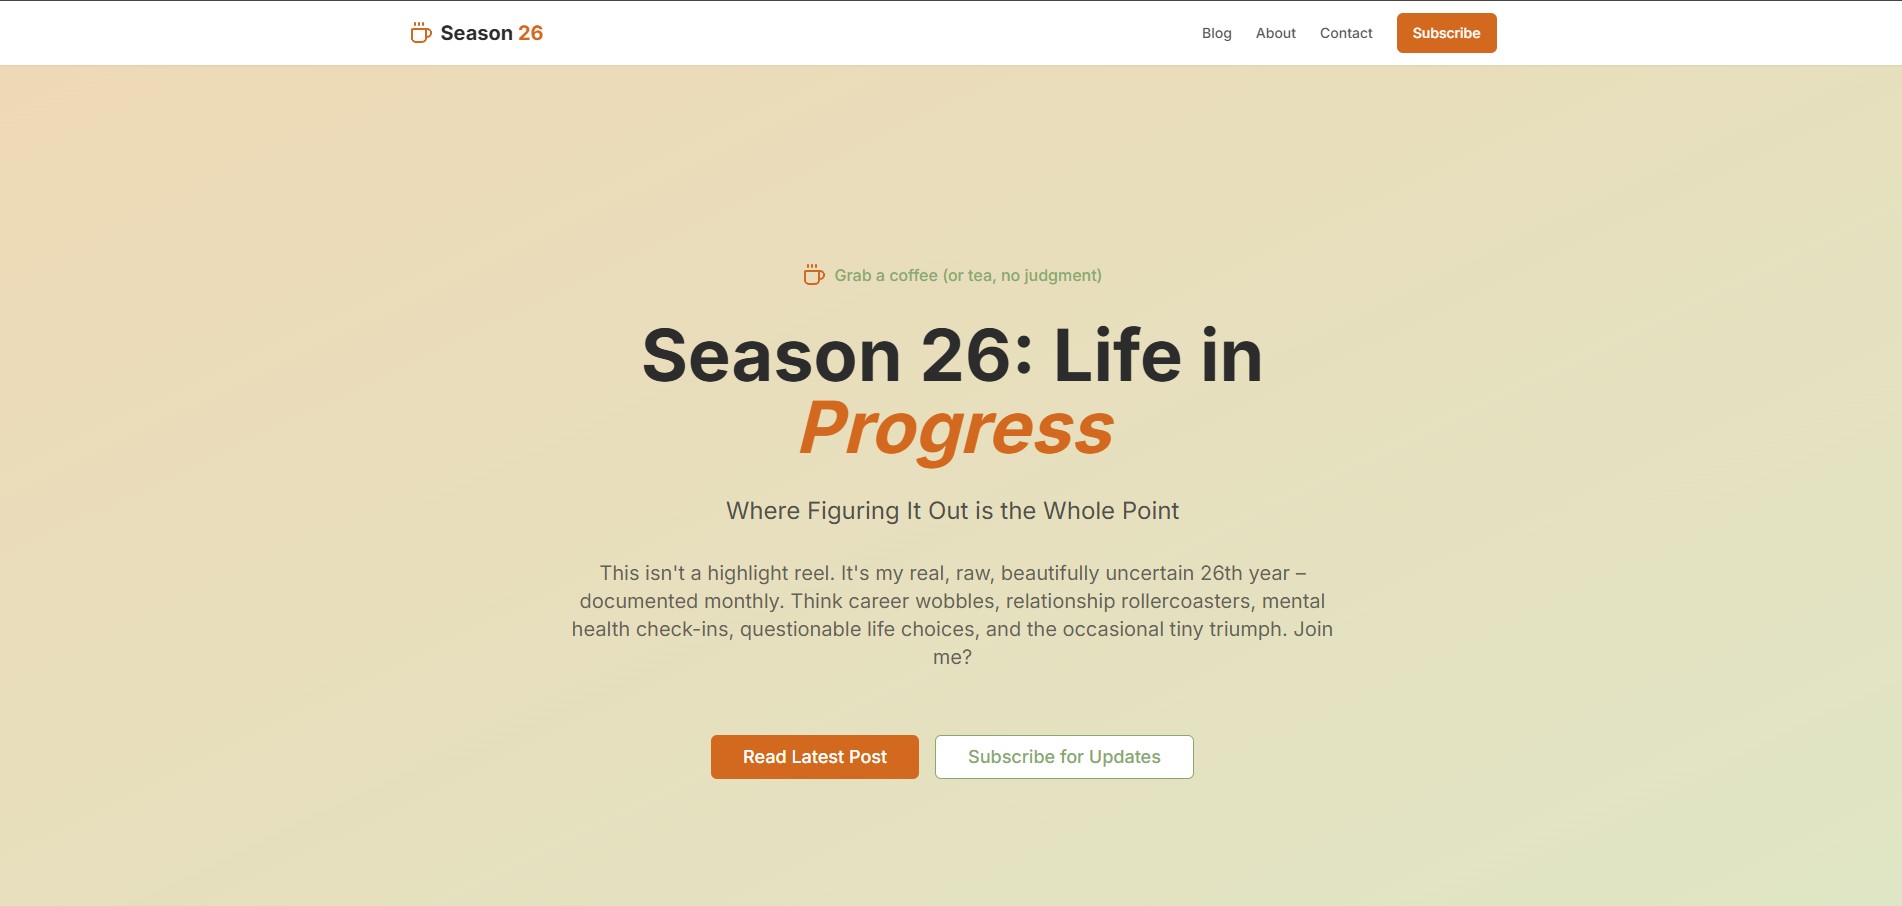 Season 26
Blog
About
Contact
Subscribe
Grab a coffee (or tea, no judgment)
Season 26: Life in
Progress
Where Figuring It Out is the Whole Point
This isn't a highlight reel. It's my real, raw, beautifully uncertain 26th year –
documented monthly. Think career wobbles, relationship rollercoasters, mental
health check-ins, questionable life choices, and the occasional tiny triumph. Join
me?
Read Latest Post
Subscribe for Updates